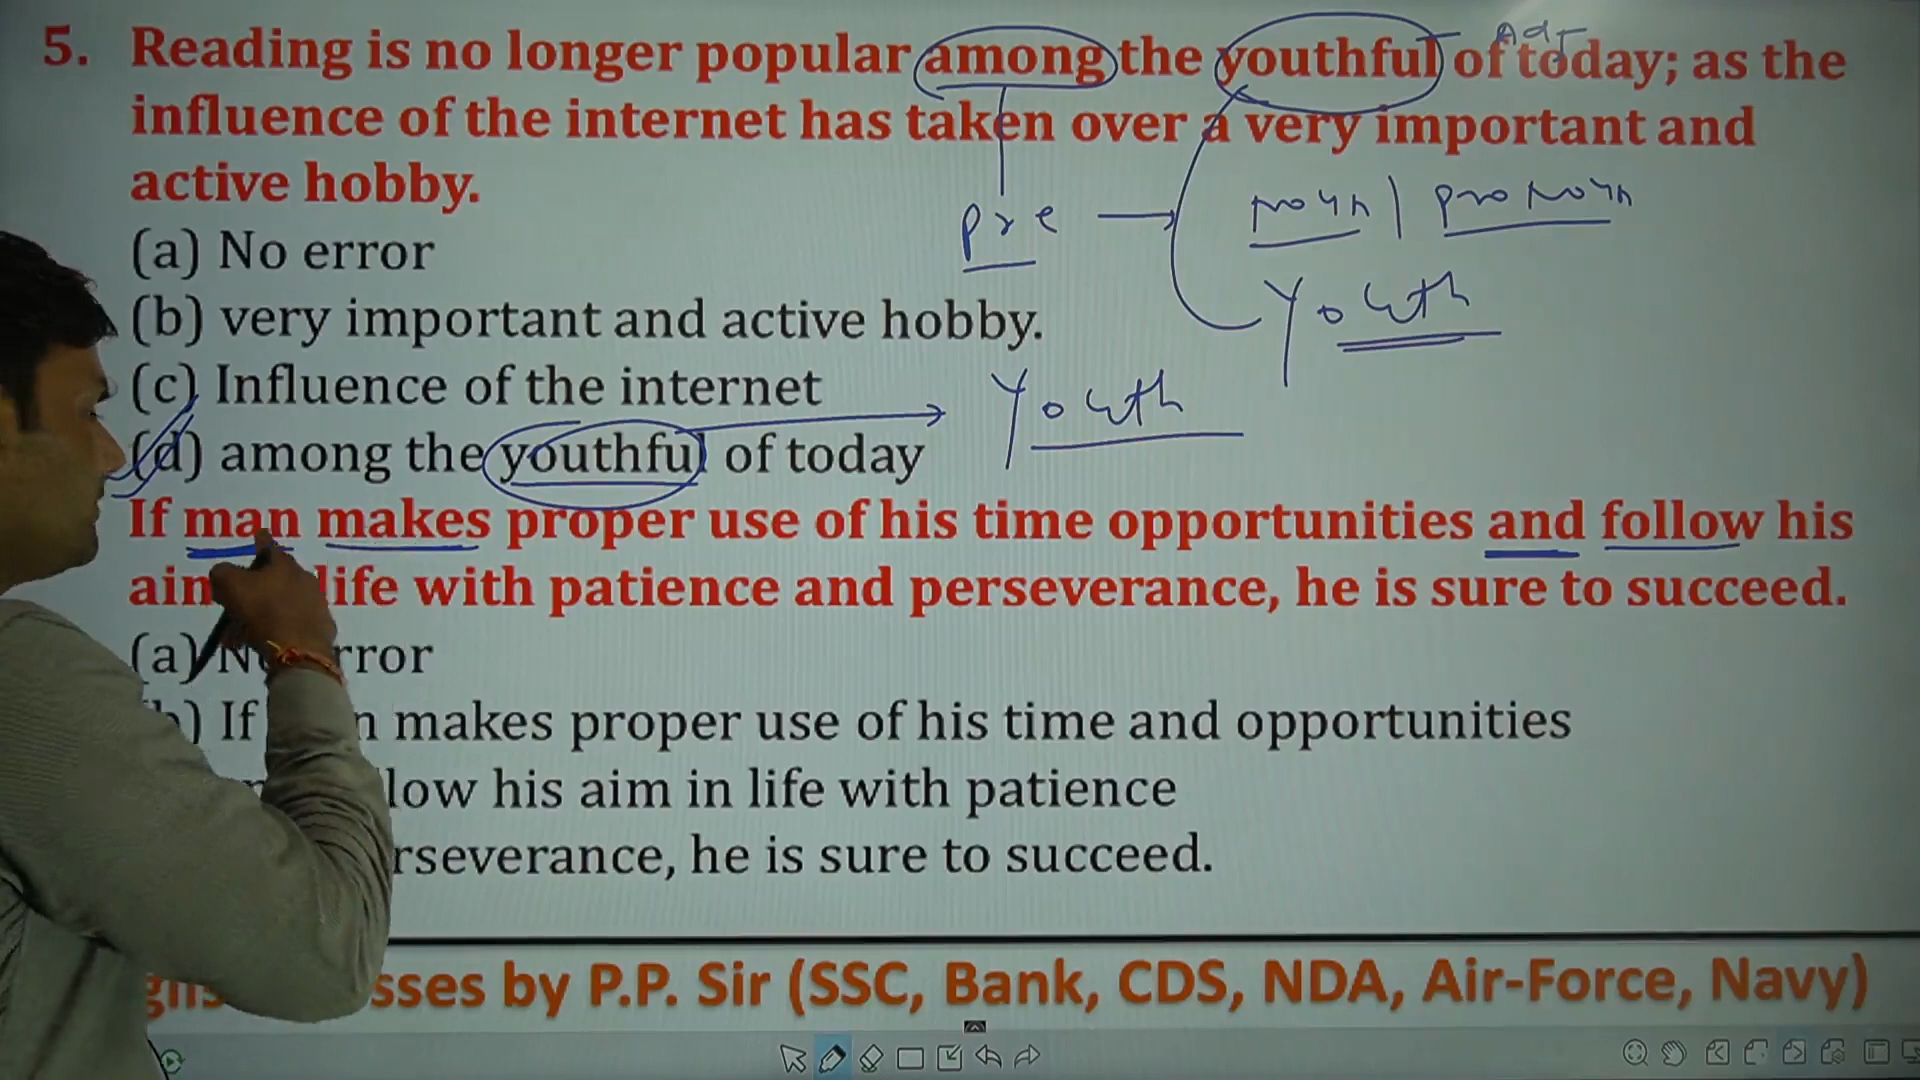 5. Reading is no longer popular among the youthful of today; as the
Adj
influence of the internet has taken over a very important and
active hobby.
pre noun | pronoun
(a) No error
Youth
(b) very important and active hobby.
(c) Influence of the internet
Youth
(d) among the youthful of today
If man makes proper use of his time opportunities and follow his
life with patience and perseverance, he is sure to succeed.
(a) rror
) If makes proper use of his time and opportunities
low his aim in life with patience
rseverance, he is sure to succeed.
sses by P.P. Sir (SSC, Bank, CDS, NDA, Air-Force, Navy)